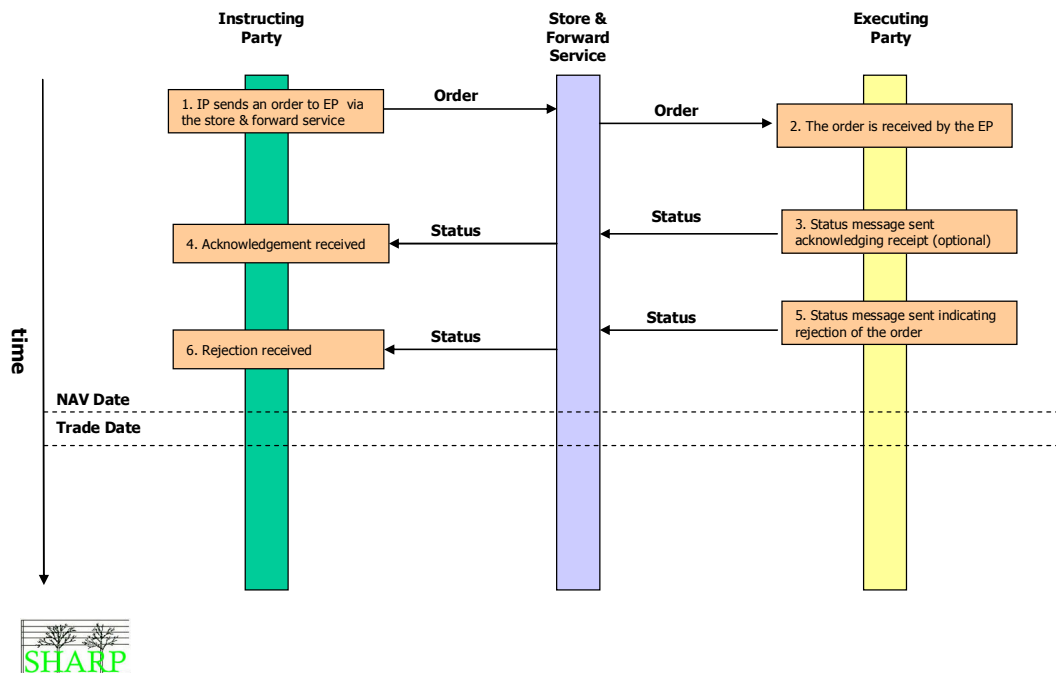 Instructing
Party
Store &
Forward
Service
Executing
Party
1. IP sends an order to EP via
the store & forward service
Order
Order
2. The order is received by the EP
4. Acknowledgement received
Status
Status
3. Status message sent
acknowledging receipt (optional)
6. Rejection received
Status
Status
5. Status message sent indicating
rejection of the order
time
NAV Date
Trade Date
SHARP